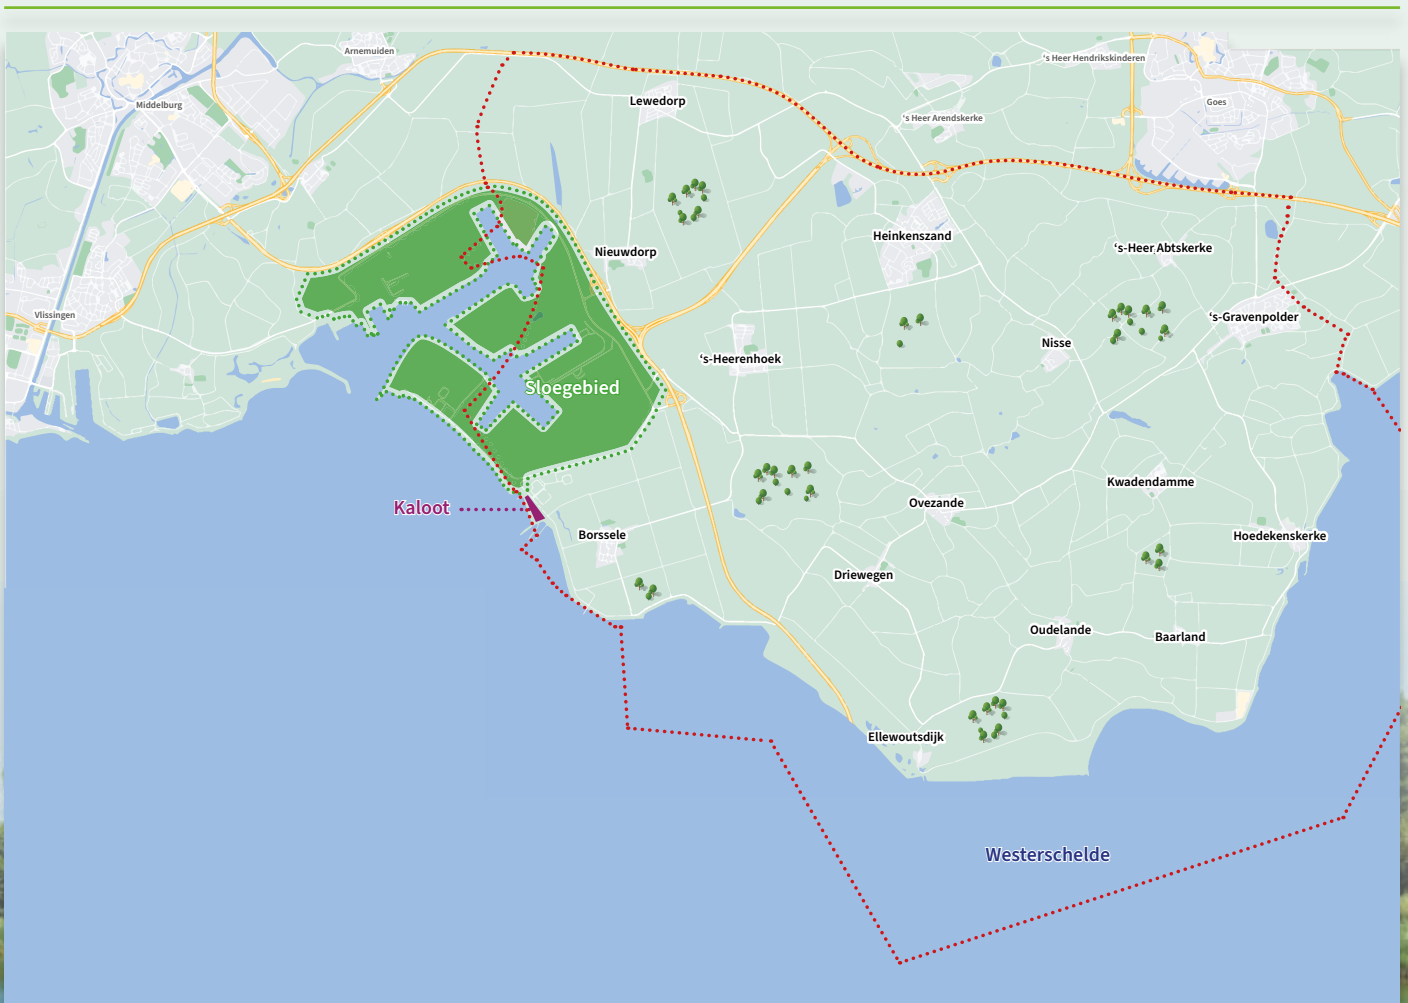 Arnemuiden
's Heer Hendrikskinderen
Middelburg
Lewedorp
Goes
's Heer Arendskerke
Heinkenszand
's-Heer Abtskerke
Nieuwdorp
Vlissingen
's-Gravenpolder
Nisse
's-Heerenhoek
Sloegebied
Kwadendamme
Kaloot
Ovezande
Borssele
Hoedekenskerke
Driewegen
Oudelande
Baarland
Ellewoutsdijk
Westerschelde